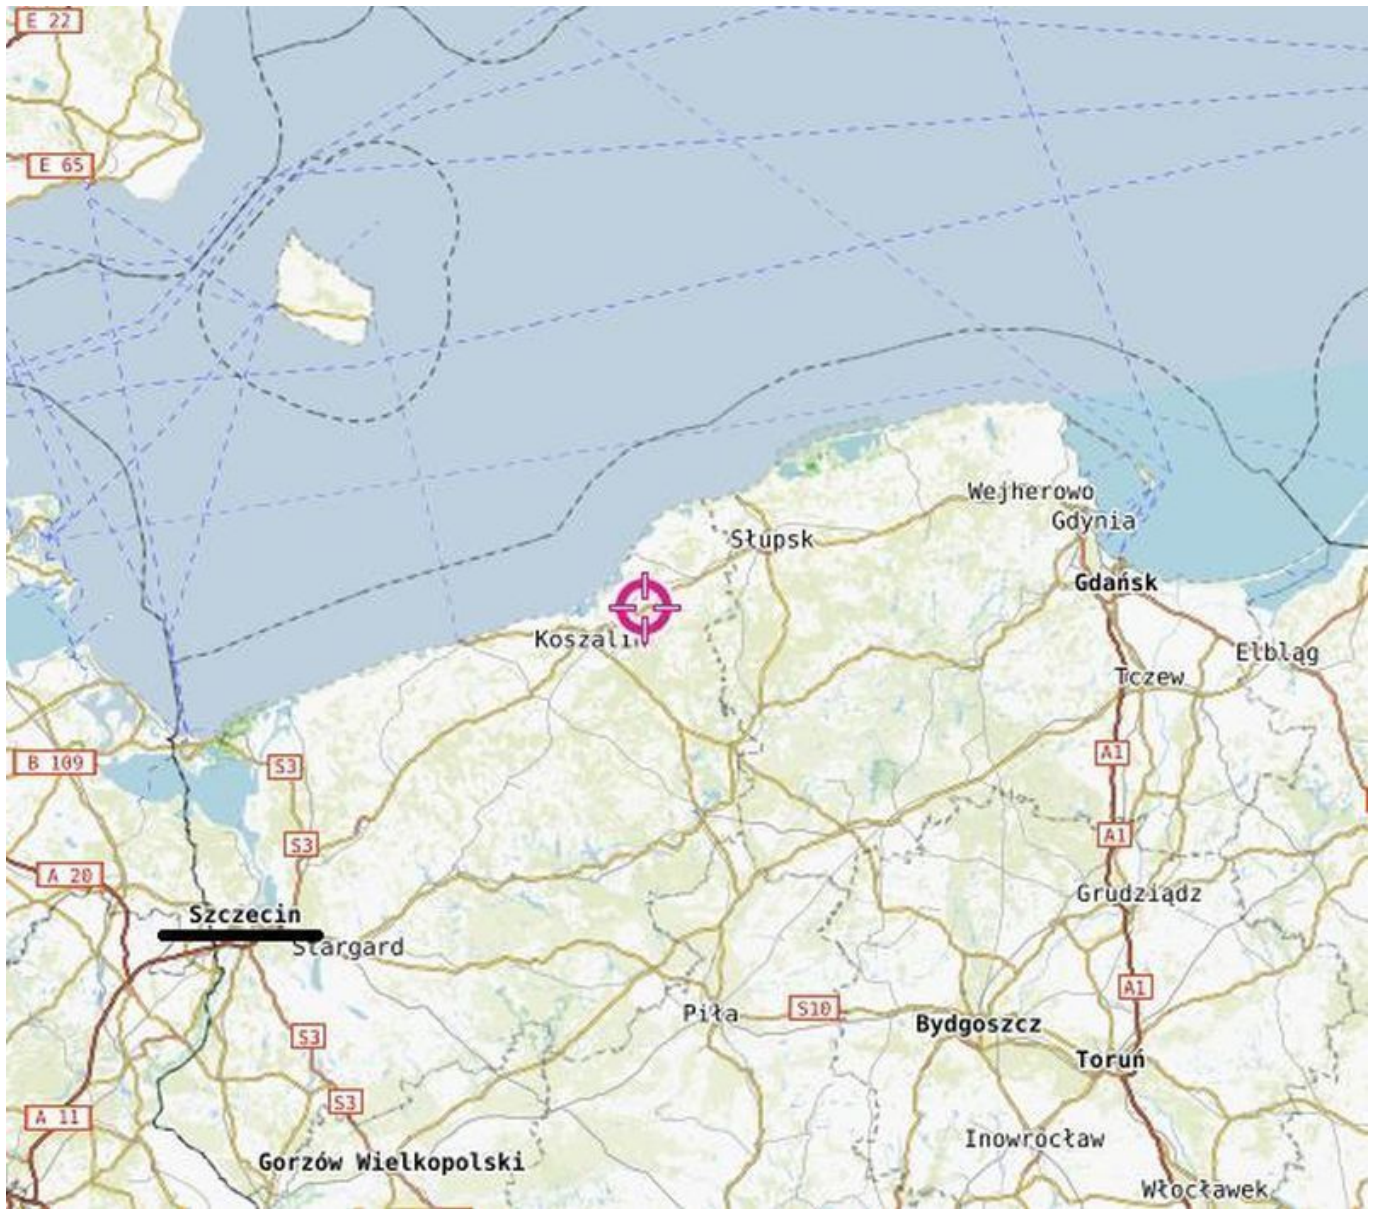 E 22
E 65
Wejherowo
Gdynia
Słupsk
Gdańsk
Koszalin
Elbląg
Tczew
A1
B 109
S3
A1
S3
A 20
Grudziądz
Szczecin
Stargard
A1
Piła
S10
Bydgoszcz
S3
Toruń
S3
A 11
Inowrocław
Gorzów Wielkopolski
Włocławek